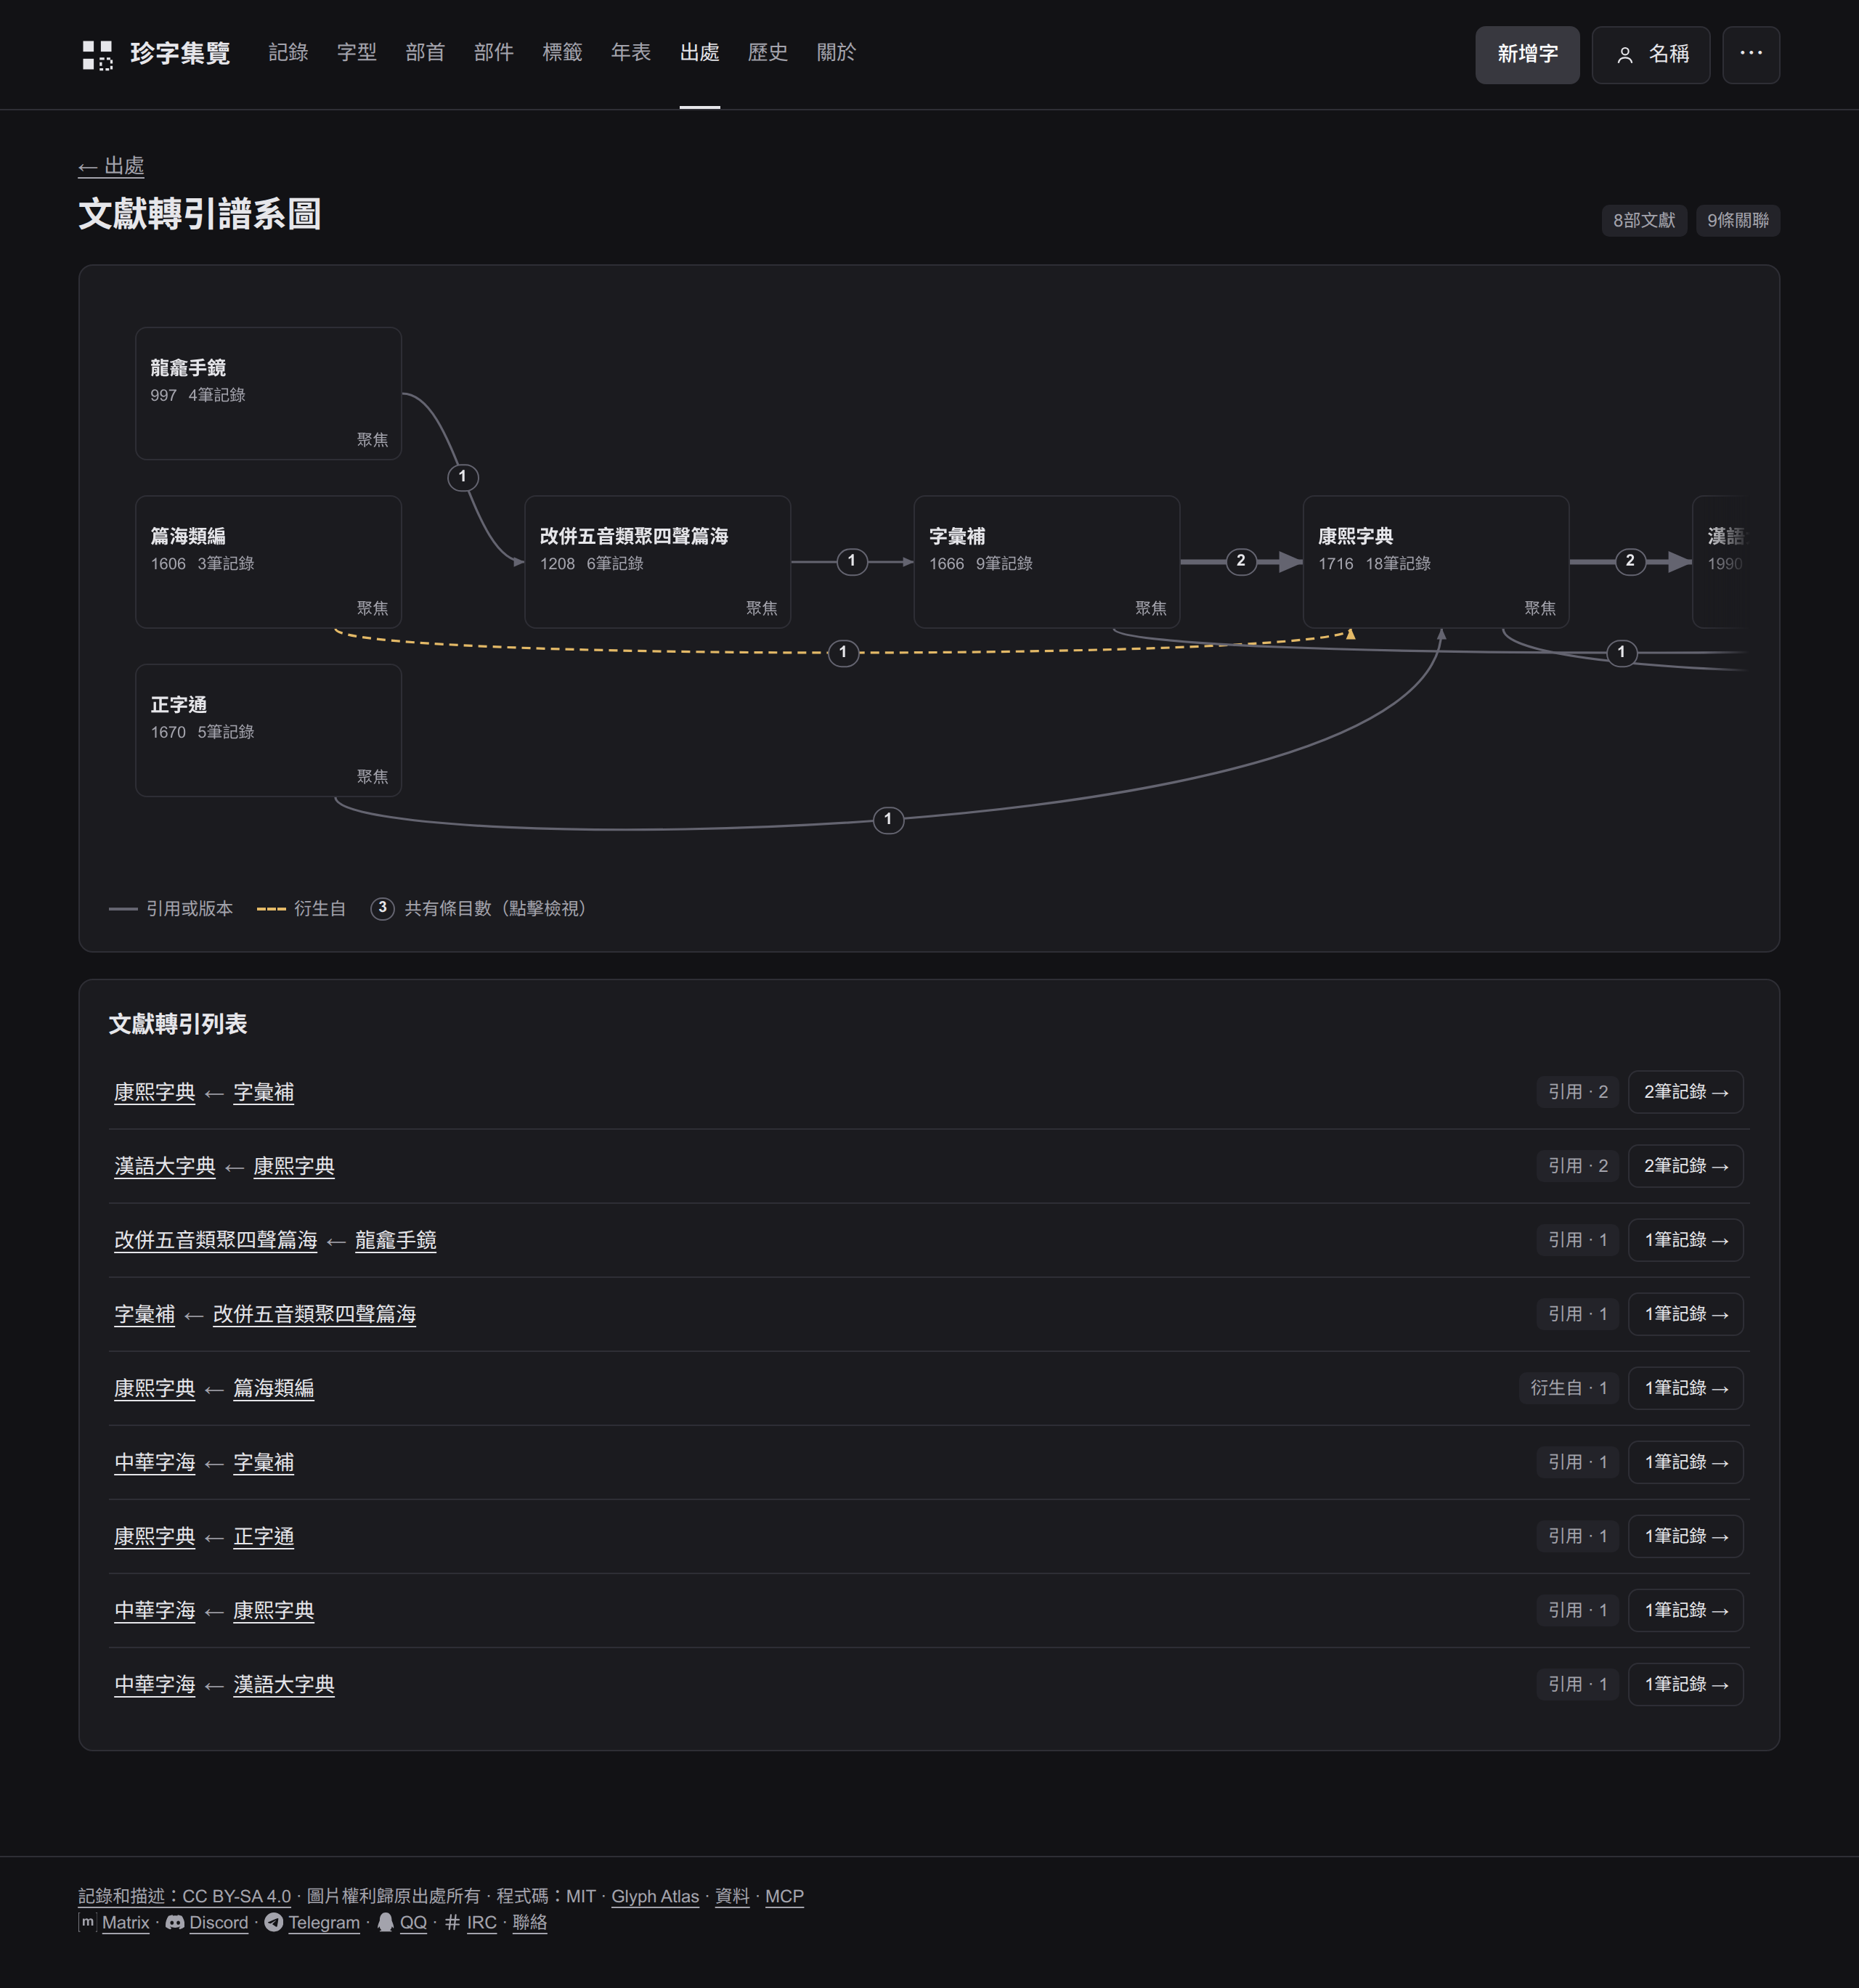 珍字集覽 記錄 字型 部首 部件 標籤 年表 出處 歷史 關於 新增字 名稱 ···
← 出處
文獻轉引譜系圖
8部文獻 9條關聯
龍龕手鏡
997 4筆記錄
聚焦
1
篇海類編
1606 3筆記錄
聚焦
改併五音類聚四聲篇海
1208 6筆記錄
聚焦
1
字彙補
1666 9筆記錄
聚焦
2
康熙字典
1716 18筆記錄
聚焦
2
漢語
1990
1
1
正字通
1670 5筆記錄
聚焦
1
引用或版本 衍生自 3 共有條目數（點擊檢視）
文獻轉引列表
康熙字典 ← 字彙補 引用 · 2 2筆記錄 →
漢語大字典 ← 康熙字典 引用 · 2 2筆記錄 →
改併五音類聚四聲篇海 ← 龍龕手鏡 引用 · 1 1筆記錄 →
字彙補 ← 改併五音類聚四聲篇海 引用 · 1 1筆記錄 →
康熙字典 ← 篇海類編 衍生自 · 1 1筆記錄 →
中華字海 ← 字彙補 引用 · 1 1筆記錄 →
康熙字典 ← 正字通 引用 · 1 1筆記錄 →
中華字海 ← 康熙字典 引用 · 1 1筆記錄 →
中華字海 ← 漢語大字典 引用 · 1 1筆記錄 →
記錄和描述：CC BY-SA 4.0 · 圖片權利歸原出處所有 · 程式碼：MIT · Glyph Atlas · 資料 · MCP
[m] Matrix · Discord · Telegram · QQ · # IRC · 聯絡